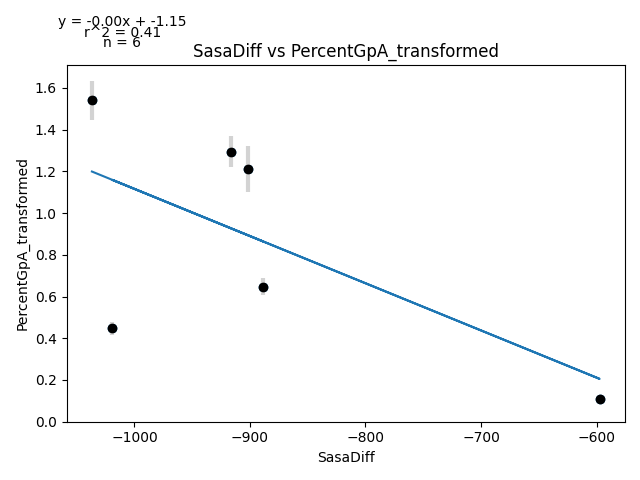 y = -0.00x + -1.15
r^2 = 0.41
n = 6
SasaDiff vs PercentGpA_transformed
PercentGpA_transformed
1.6
1.4
1.2
1.0
0.8
0.6
0.4
0.2
0.0
−1000
−900
−800
−700
−600
SasaDiff